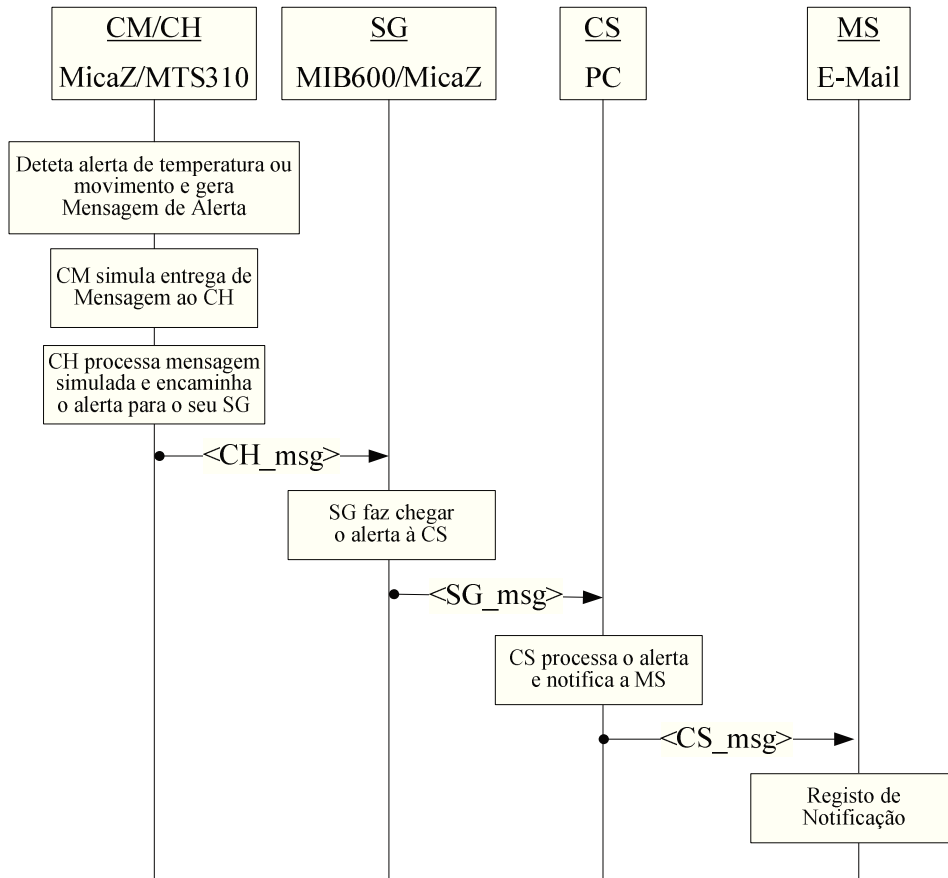 CM/CH
MicaZ/MTS310
SG
MIB600/MicaZ
CS
PC
MS
E-Mail
Deteta alerta de temperatura ou
movimento e gera
Mensagem de Alerta
CM simula entrega de
Mensagem ao CH
CH processa mensagem
simulada e encaminha
o alerta para o seu SG
<CH_msg>
SG faz chegar
o alerta à CS
<SG_msg>
CS processa o alerta
e notifica a MS
<CS_msg>
Registo de
Notificação